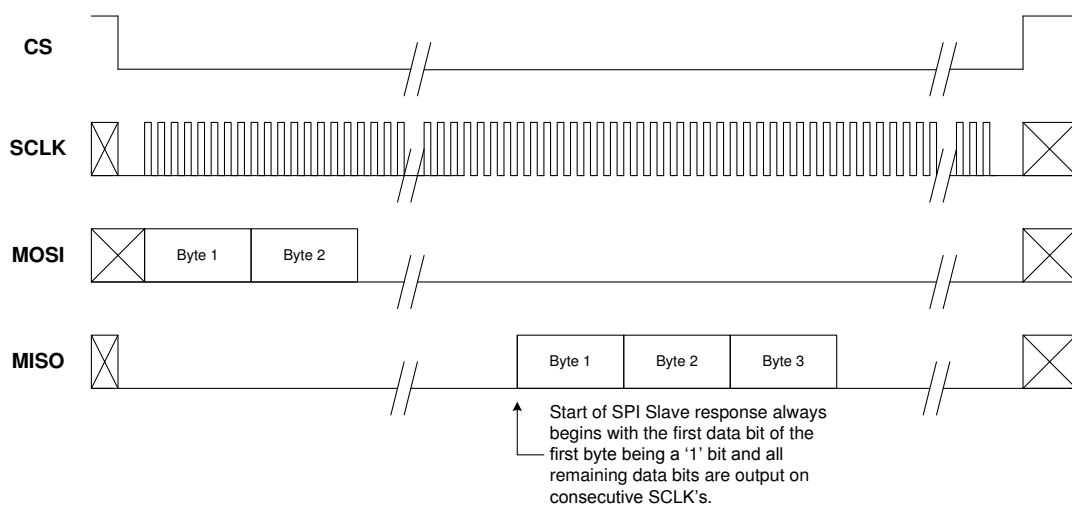 CS
SCLK
MOSI
Byte 1
Byte 2
MISO
Byte 1
Byte 2
Byte 3
Start of SPI Slave response always
begins with the first data bit of the
first byte being a ‘1’ bit and all
remaining data bits are output on
consecutive SCLK’s.